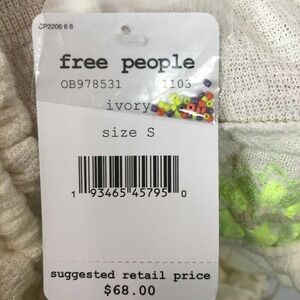 CP2206 6 6
free people
OB978531 1103
ivory
size S
1 93465 45795 0
suggested retail price
$68.00